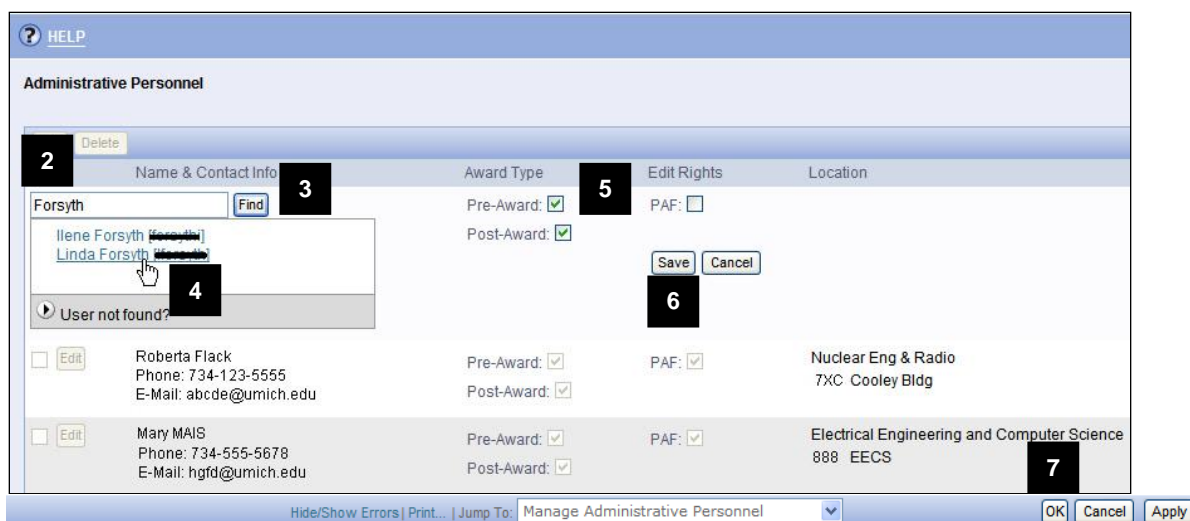 ? HELP
Administrative Personnel
Delete
2
Name & Contact Info
3
Award Type
5
Edit Rights
Location
Forsyth
Find
Pre-Award:
PAF:
Ilene Forsyth
Post-Award:
Linda Forsyth
Save
Cancel
4
6
User not found?
Edit
Roberta Flack
Pre-Award:
PAF:
Nuclear Eng & Radio
Phone: 734-123-5555
7XC Cooley Bldg
E-Mail: abcde@umich.edu
Post-Award:
Edit
Mary MAIS
Pre-Award:
PAF:
Electrical Engineering and Computer Science
Phone: 734-555-5678
888 EECS
E-Mail: hgfd@umich.edu
Post-Award:
7
Hide/Show Errors | Print... | Jump To: Manage Administrative Personnel
OK
Cancel
Apply